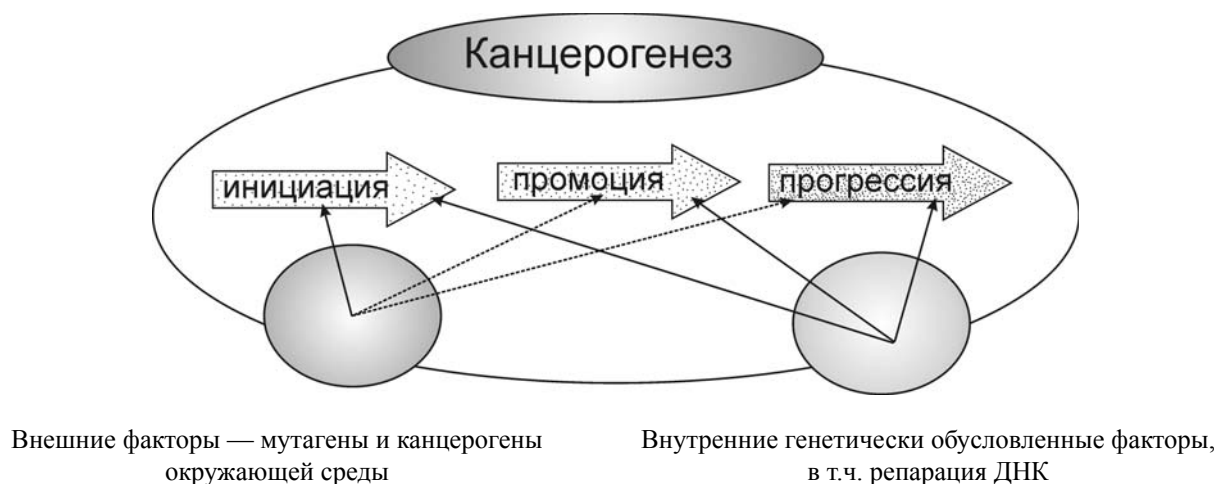 Канцерогенез
инициация
промоция
прогрессия
Внешние факторы — мутагены и канцерогены
окружающей среды
Внутренние генетически обусловленные факторы,
в т.ч. репарация ДНК